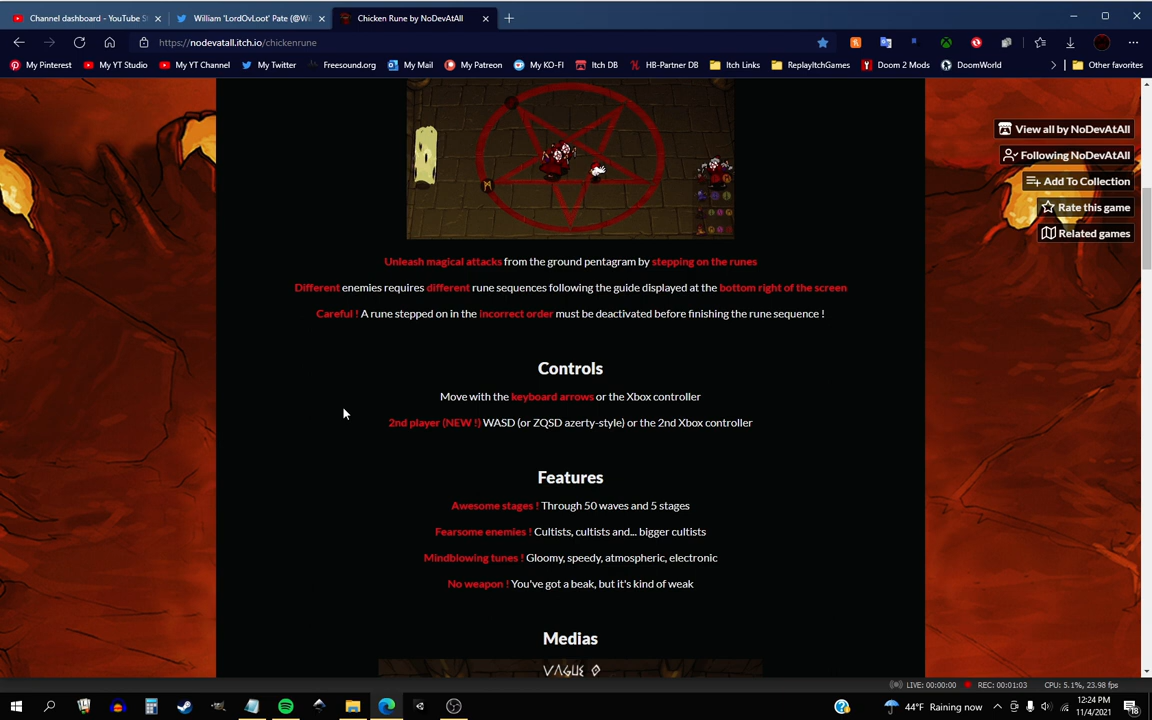 Channel dashboard - YouTube S
William 'LordOvLoot' Pate (@Wi
Chicken Rune by NoDevAtAll
https://nodevatall.itch.io/chickenrune
My Pinterest
My YT Studio
My YT Channel
My Twitter
Freesound.org
My Mail
My Patreon
My KO-FI
Itch DB
HB-Partner DB
Itch Links
ReplayItchGames
Doom 2 Mods
DoomWorld
Other favorites
View all by NoDevAtAll
Following NoDevAtAll
Add To Collection
Rate this game
Related games
Unleash magical attacks from the ground pentagram by stepping on the runes
Different enemies requires different rune sequences following the guide displayed at the bottom right of the screen
Careful ! A rune stepped on in the incorrect order must be deactivated before finishing the rune sequence !
Controls
Move with the keyboard arrows or the Xbox controller
2nd player (NEW !) WASD (or ZQSD azerty-style) or the 2nd Xbox controller
Features
Awesome stages ! Through 50 waves and 5 stages
Fearsome enemies ! Cultists, cultists and... bigger cultists
Mindblowing tunes ! Gloomy, speedy, atmospheric, electronic
No weapon ! You've got a beak, but it's kind of weak
Medias
VAGUE 0
LIVE: 00:00:00
REC: 00:01:03
CPU: 5.1%, 23.98 fps
44°F Raining now
12:24 PM
11/4/2021
18